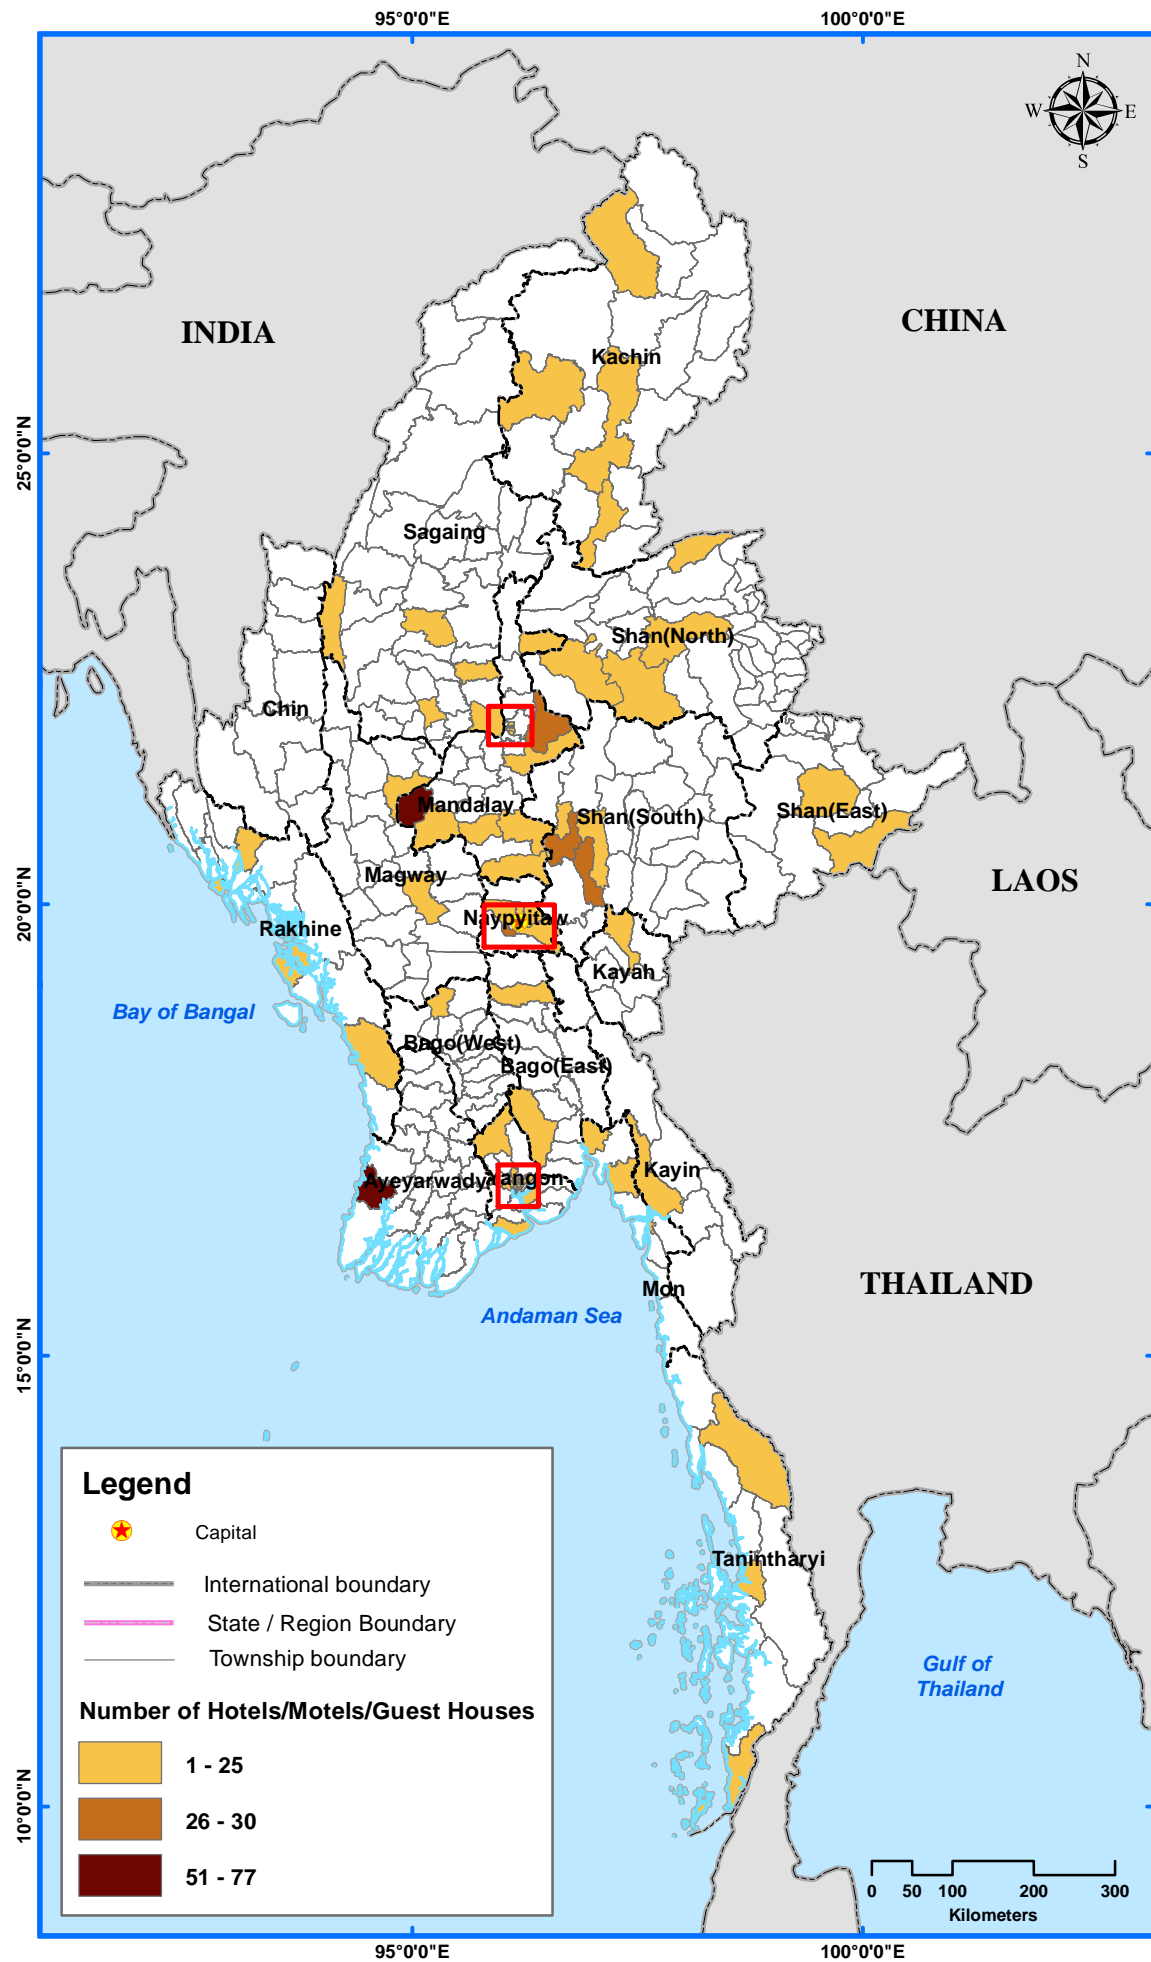 95°0'0"E
100°0'0"E
N
W
E
S
INDIA
CHINA
Kachin
25°0'0"N
Sagaing
Shan(North)
Chin
Mandalay
Shan(South)
Shan(East)
Magway
LAOS
20°0'0"N
Naypyitaw
Rakhine
Kayah
Bay of Bangal
Bago(West)
Bago(East)
Kayin
Ayeyarwady
Yangon
THAILAND
Mon
Andaman Sea
15°0'0"N
Legend
Capital
International boundary
State / Region Boundary
Township boundary
Number of Hotels/Motels/Guest Houses
1 - 25
26 - 30
51 - 77
Tanintharyi
Gulf of
Thailand
10°0'0"N
0 50 100 200 300
Kilometers
95°0'0"E
100°0'0"E